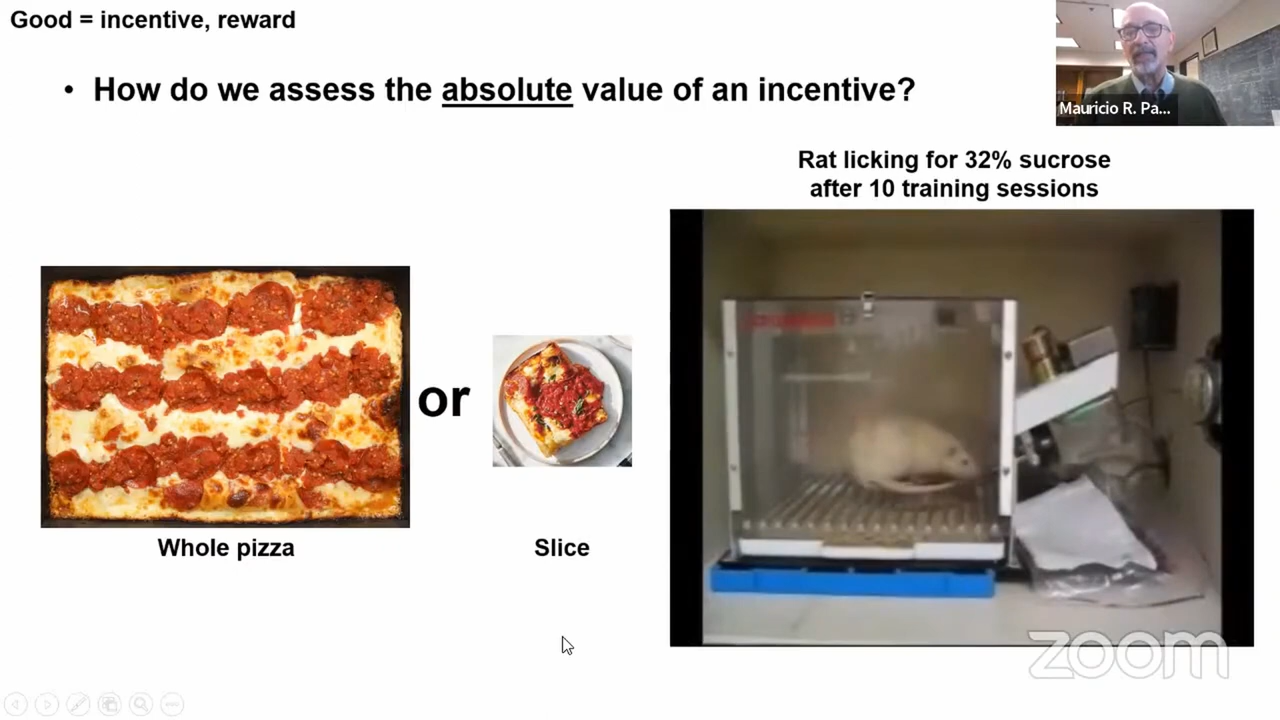 Good = incentive, reward
• How do we assess the absolute value of an incentive?
Mauricio R. Pa...
Rat licking for 32% sucrose
after 10 training sessions
or
Whole pizza
Slice
zoom